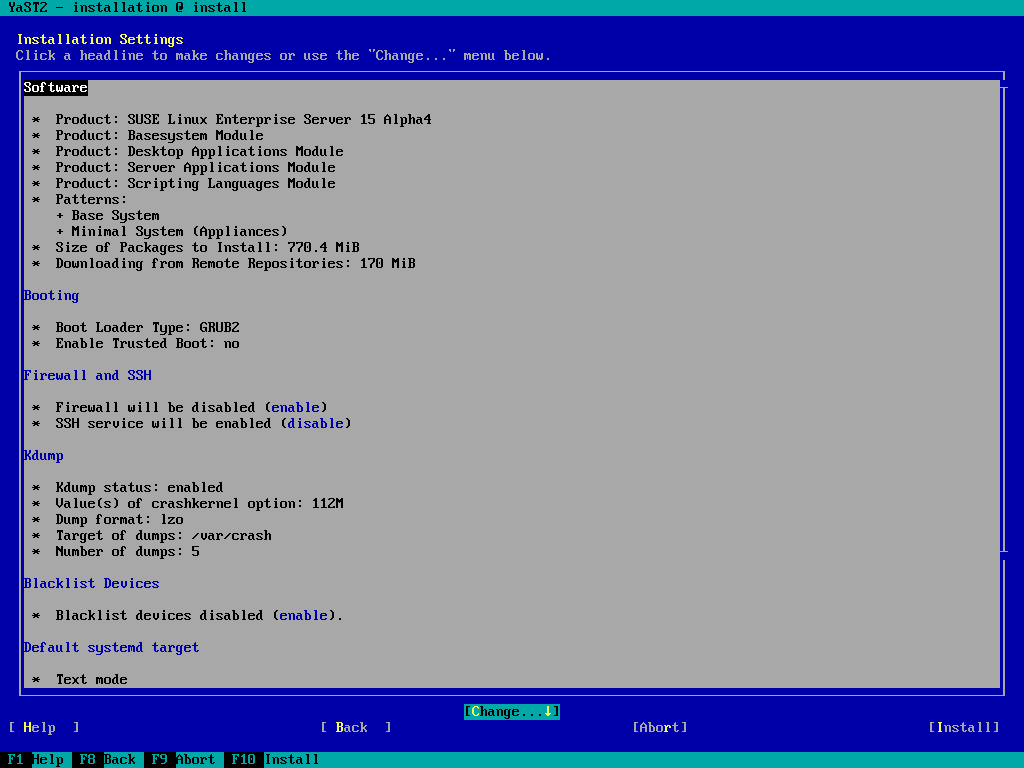 YaST2 - installation @ install
Installation Settings
Click a headline to make changes or use the "Change..." menu below.
Software
* Product: SUSE Linux Enterprise Server 15 Alpha4
* Product: Basesystem Module
* Product: Desktop Applications Module
* Product: Server Applications Module
* Product: Scripting Languages Module
* Patterns:
+ Base System
+ Minimal System (Appliances)
* Size of Packages to Install: 770.4 MiB
* Downloading from Remote Repositories: 170 MiB
Booting
* Boot Loader Type: GRUB2
* Enable Trusted Boot: no
Firewall and SSH
* Firewall will be disabled (enable)
* SSH service will be enabled (disable)
Kdump
* Kdump status: enabled
* Value(s) of crashkernel option: 112M
* Dump format: lzo
* Target of dumps: /var/crash
* Number of dumps: 5
Blacklist Devices
* Blacklist devices disabled (enable).
Default systemd target
* Text mode
[Change...↓]
[ Help ] [ Back ] [Abort] [Install]
F1 Help F8 Back F9 Abort F10 Install